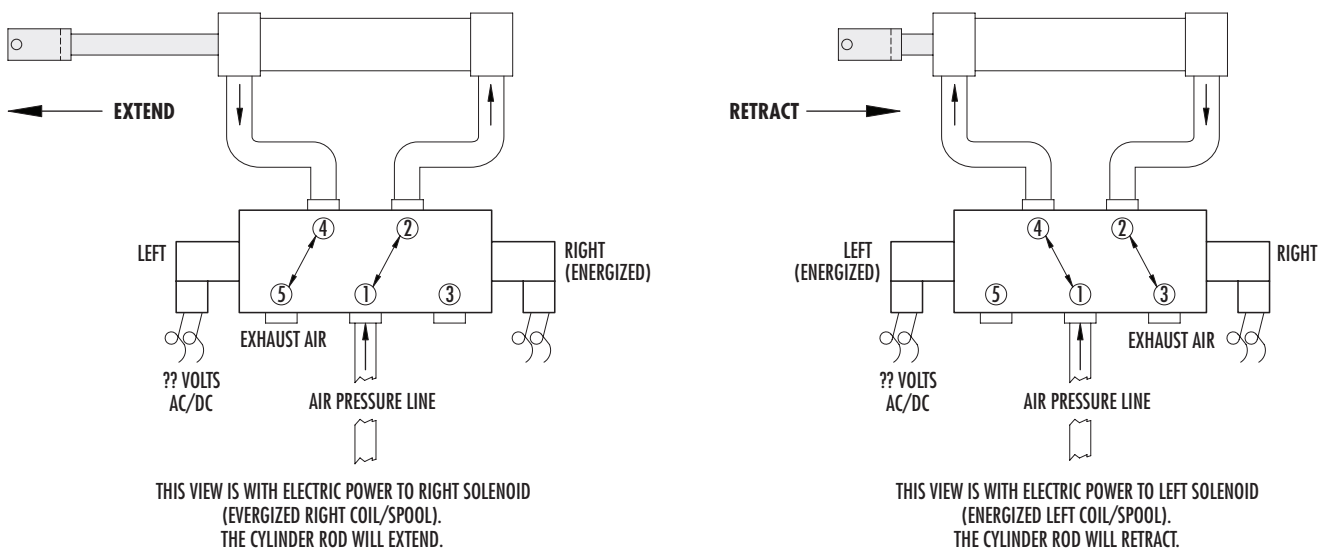 EXTEND
LEFT
RIGHT
(ENERGIZED)
4
2
5
1
3
EXHAUST AIR
?? VOLTS
AC/DC
AIR PRESSURE LINE
THIS VIEW IS WITH ELECTRIC POWER TO RIGHT SOLENOID
(EVERGIZED RIGHT COIL/SPOOL).
THE CYLINDER ROD WILL EXTEND.
RETRACT
LEFT
(ENERGIZED)
RIGHT
4
2
5
1
3
EXHAUST AIR
?? VOLTS
AC/DC
AIR PRESSURE LINE
THIS VIEW IS WITH ELECTRIC POWER TO LEFT SOLENOID
(ENERGIZED LEFT COIL/SPOOL).
THE CYLINDER ROD WILL RETRACT.